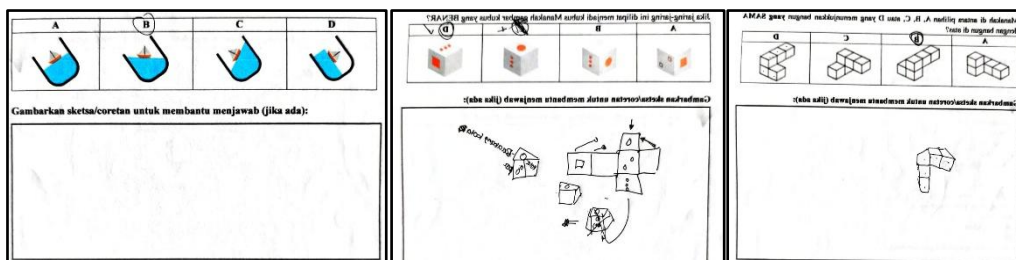 A B C D
Gambarkan sketsa/coretan untuk membantu menjawab (jika ada):
Jika jaring-jaring ini dilipat menjadi kubus Manakah gambar kubus yang BENAR?
A B D
Gambarkan sketsa/coretan untuk membantu menjawab (jika ada):
Manakah di antara pilihan A, B, C, atau D yang menunjukkan bangun yang SAMA
dengan bangun di atas?
A B C D
Gambarkan sketsa/coretan untuk membantu menjawab (jika ada):